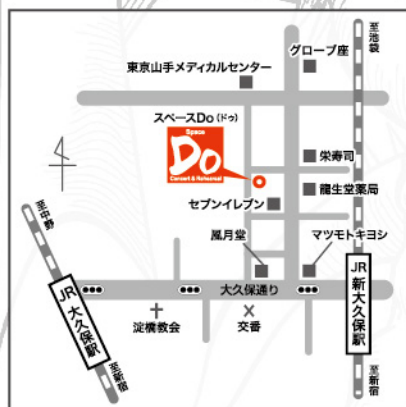 至池袋
グローブ座
東京山手メディカルセンター
スペースDo(ドゥ)
Space
Do
Concert & Rehearsal
栄寿司
龍生堂薬局
セブンイレブン
至中野
風月堂
マツモトキヨシ
JR 大久保駅
大久保通り
JR 新大久保駅
淀橋教会
交番
至新宿
至新宿